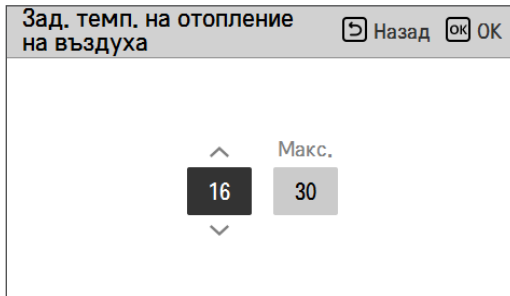 Зад. темп. на отопление
на въздуха
Назад OK OK
Макс.
16 30